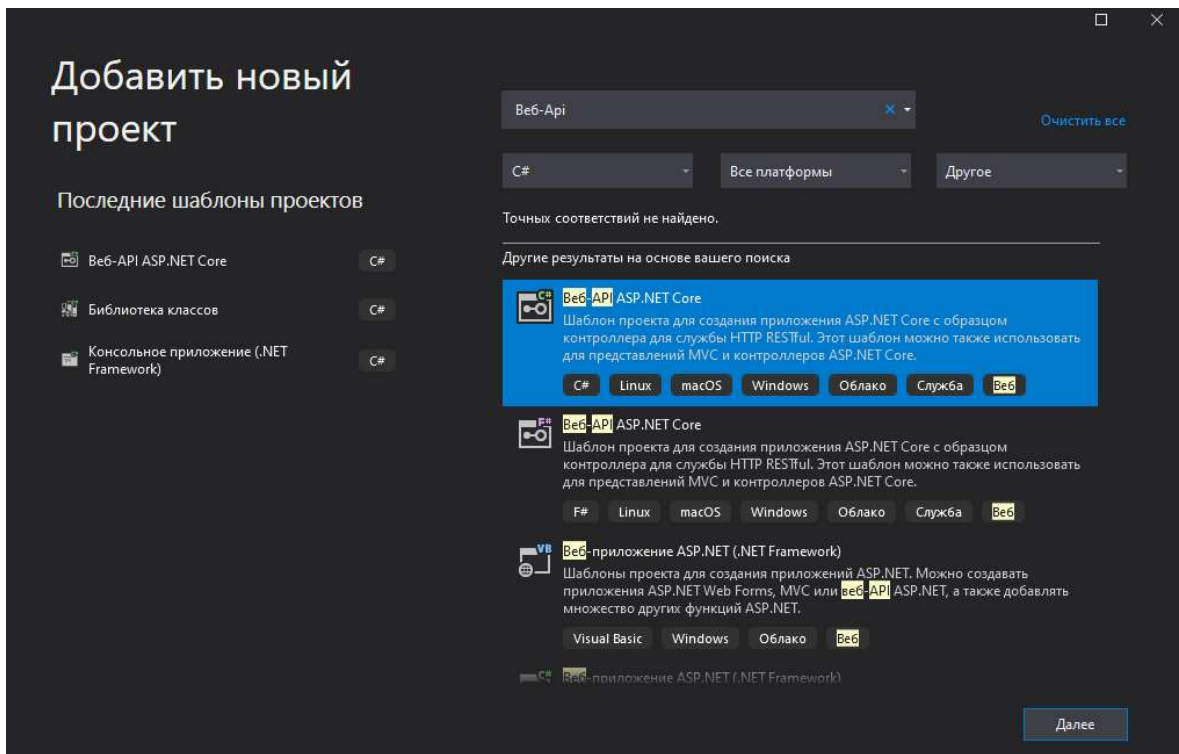 Добавить новый
проект
Последние шаблоны проектов
Веб-API ASP.NET Core C#
Библиотека классов C#
Консольное приложение (.NET
Framework) C#
Веб-Api
Очистить все
C# Все платформы Другое
Точных соответствий не найдено.
Другие результаты на основе вашего поиска
C#
Веб-API ASP.NET Core
Шаблон проекта для создания приложения ASP.NET Core с образцом
контроллера для службы HTTP RESTful. Этот шаблон можно также использовать
для представлений MVC и контроллеров ASP.NET Core.
C# Linux macOS Windows Облако Служба Веб
F#
Веб-API ASP.NET Core
Шаблон проекта для создания приложения ASP.NET Core с образцом
контроллера для службы HTTP RESTful. Этот шаблон можно также использовать
для представлений MVC и контроллеров ASP.NET Core.
F# Linux macOS Windows Облако Служба Веб
VB
Веб-приложение ASP.NET (.NET Framework)
Шаблоны проекта для создания приложений ASP.NET. Можно создавать
приложения ASP.NET Web Forms, MVC или веб-API ASP.NET, а также добавлять
множество других функций ASP.NET.
Visual Basic Windows Облако Веб
C#
Веб-приложение ASP.NET (.NET Framework)
Далее